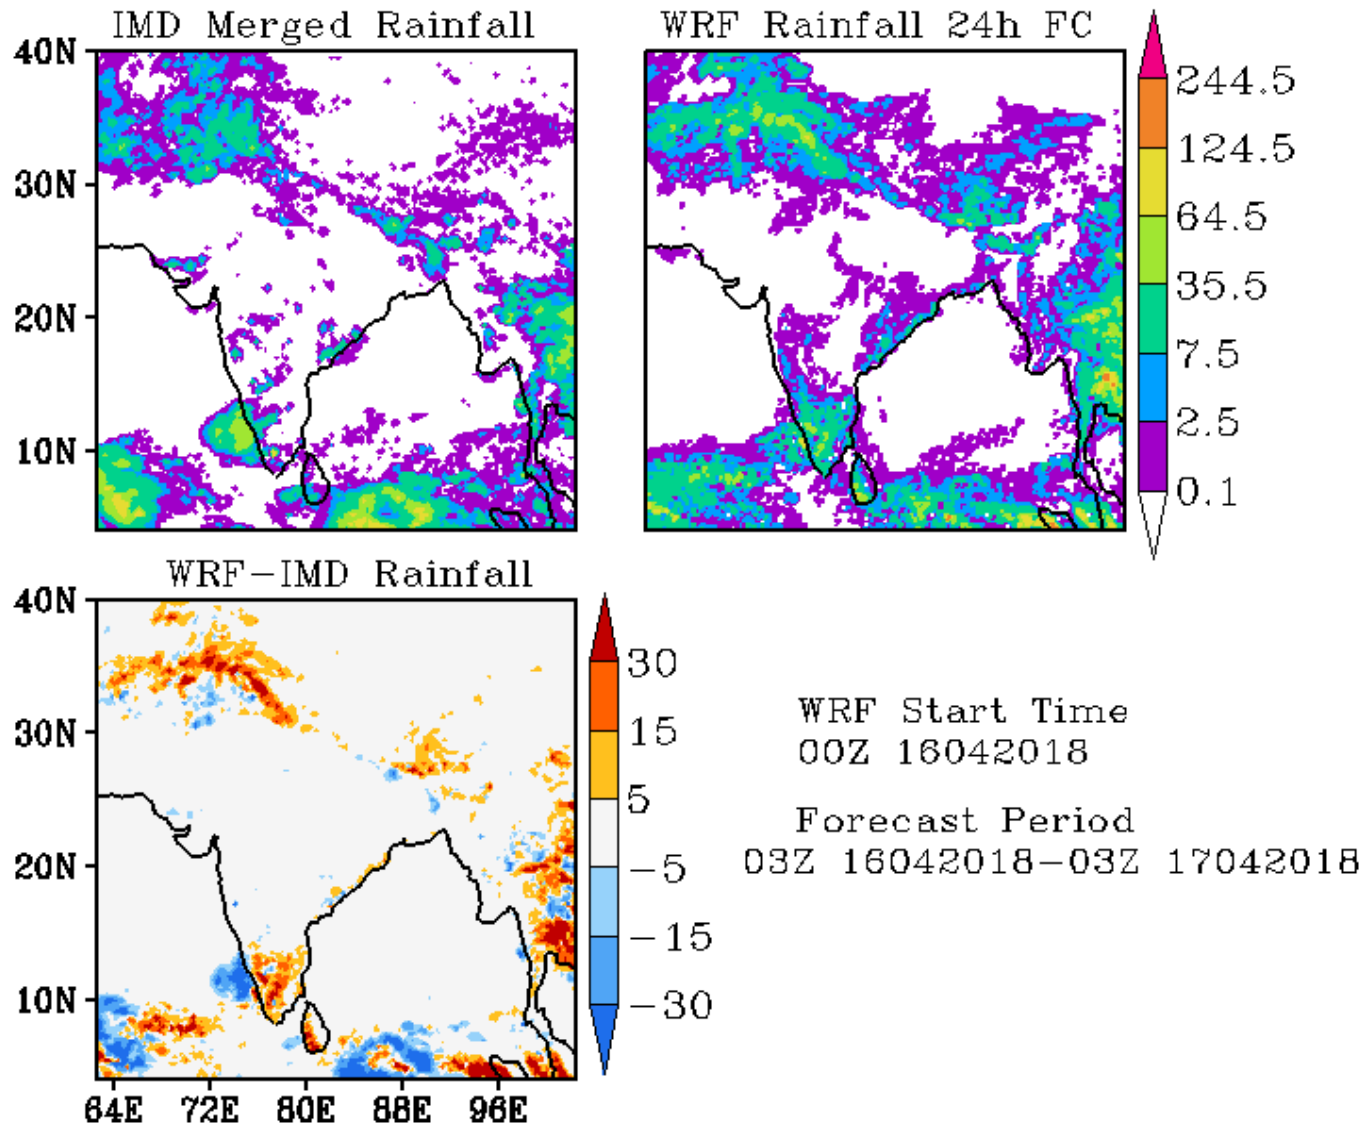 IMD Merged Rainfall
WRF Rainfall 24h FC
40N
30N
20N
10N
244.5
124.5
64.5
35.5
7.5
2.5
0.1
WRF−IMD Rainfall
40N
30N
20N
10N
64E 72E 80E 88E 96E
30
15
5
−5
−15
−30
WRF Start Time
00Z 16042018
Forecast Period
03Z 16042018−03Z 17042018